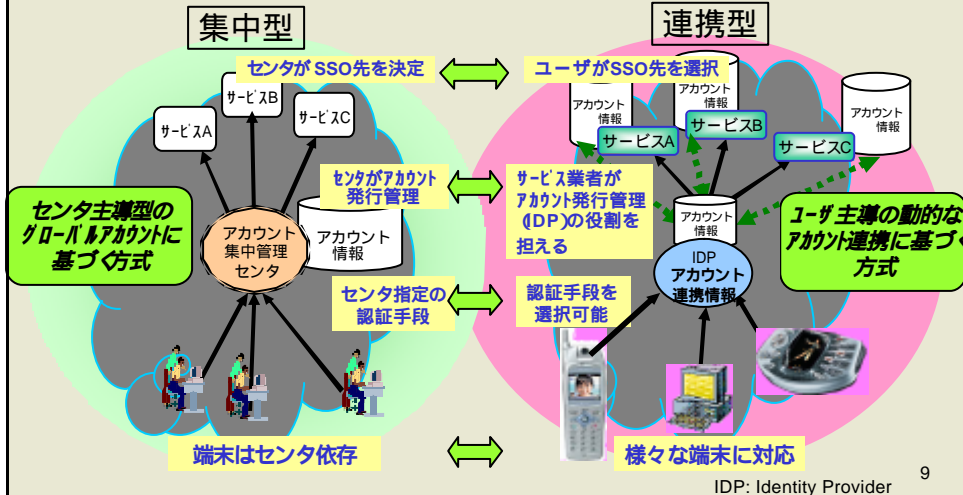 集中型
連携型
センタがSSO先を決定
ユーザがSSO先を選択
サービスA
サービスB
サービスC
アカウント
情報
サービスA
アカウント
情報
サービスB
アカウント
情報
サービスC
センタがアカウント
発行管理
サービス業者が
アカウント発行管理
(IDP)の役割を
担える
センタ主導型の
グローバルアカウントに
基づく方式
アカウント
集中管理
センタ
アカウント
情報
アカウント
情報
IDP
アカウント
連携情報
ユーザ主導の動的な
アカウント連携に基づく
方式
センタ指定の
認証手段
認証手段を
選択可能
端末はセンタ依存
様々な端末に対応
IDP: Identity Provider
9